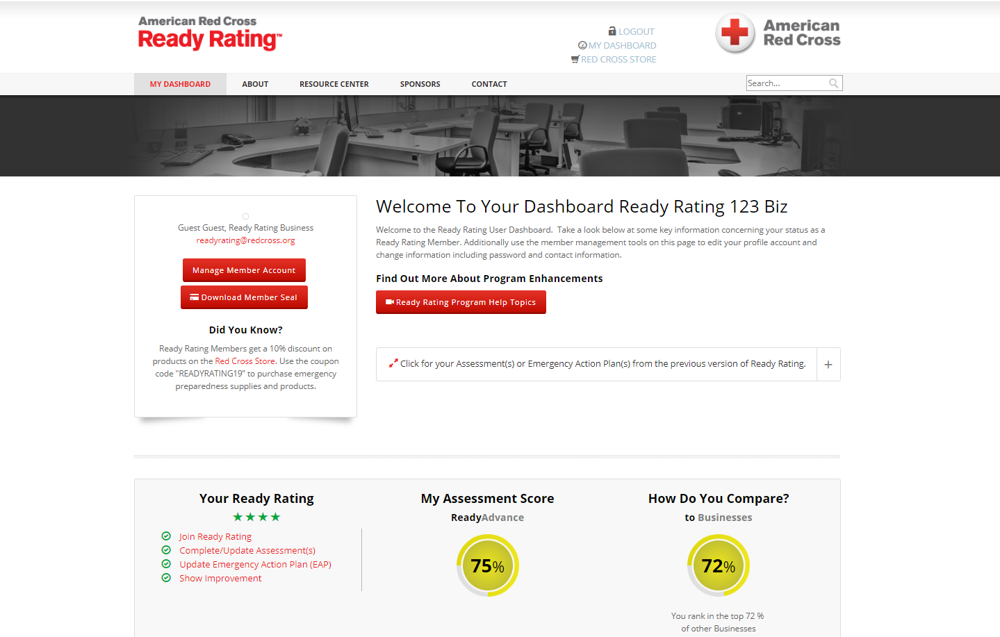 American Red Cross
Ready Rating™
LOGOUT
MY DASHBOARD
RED CROSS STORE
American
Red Cross
MY DASHBOARD
ABOUT
RESOURCE CENTER
SPONSORS
CONTACT
Search...
Guest Guest, Ready Rating Business
readyrating@redcross.org
Manage Member Account
Download Member Seal
Did You Know?
Ready Rating Members get a 10% discount on
products on the Red Cross Store. Use the coupon
code "READYRATING19" to purchase emergency
preparedness supplies and products.
Welcome To Your Dashboard Ready Rating 123 Biz
Welcome to the Ready Rating User Dashboard. Take a look below at some key information concerning your status as a
Ready Rating Member. Additionally use the member management tools on this page to edit your profile account and
change information including password and contact information.
Find Out More About Program Enhancements
Ready Rating Program Help Topics
Click for your Assessment(s) or Emergency Action Plan(s) from the previous version of Ready Rating.
+
Your Ready Rating
Join Ready Rating
Complete/Update Assessment(s)
Update Emergency Action Plan (EAP)
Show Improvement
My Assessment Score
ReadyAdvance
75%
How Do You Compare?
to Businesses
72%
You rank in the top 72 %
of other Businesses